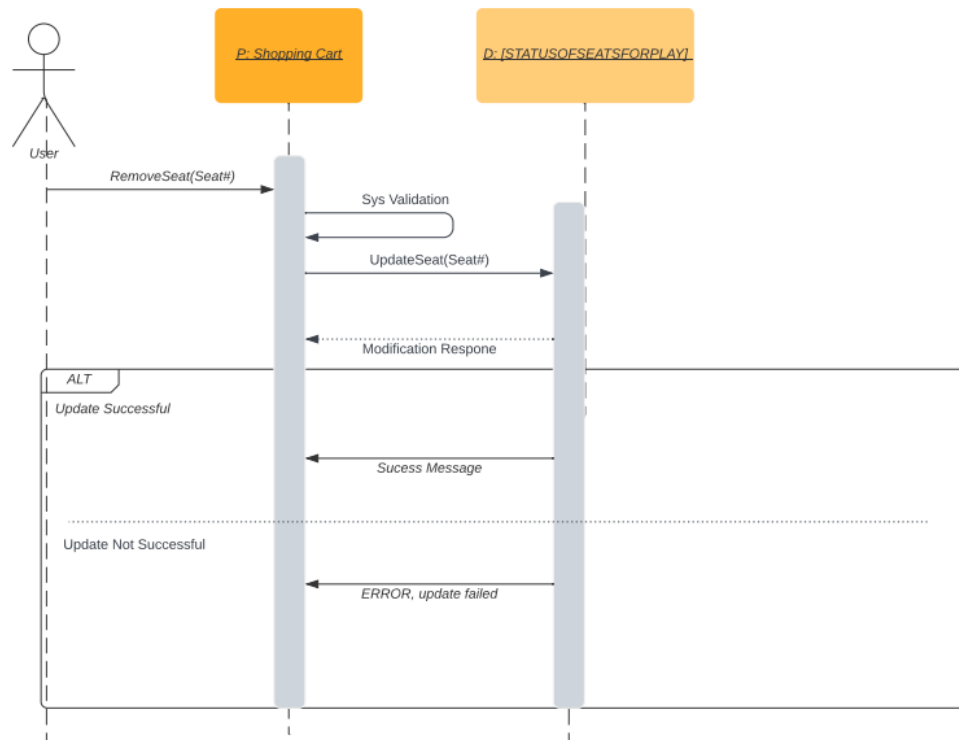 P: Shopping Cart
D: [STATUSOFSEATSFORPLAY]
User
RemoveSeat(Seat#)
Sys Validation
UpdateSeat(Seat#)
Modification Respone
ALT
Update Successful
Sucess Message
Update Not Successful
ERROR, update failed